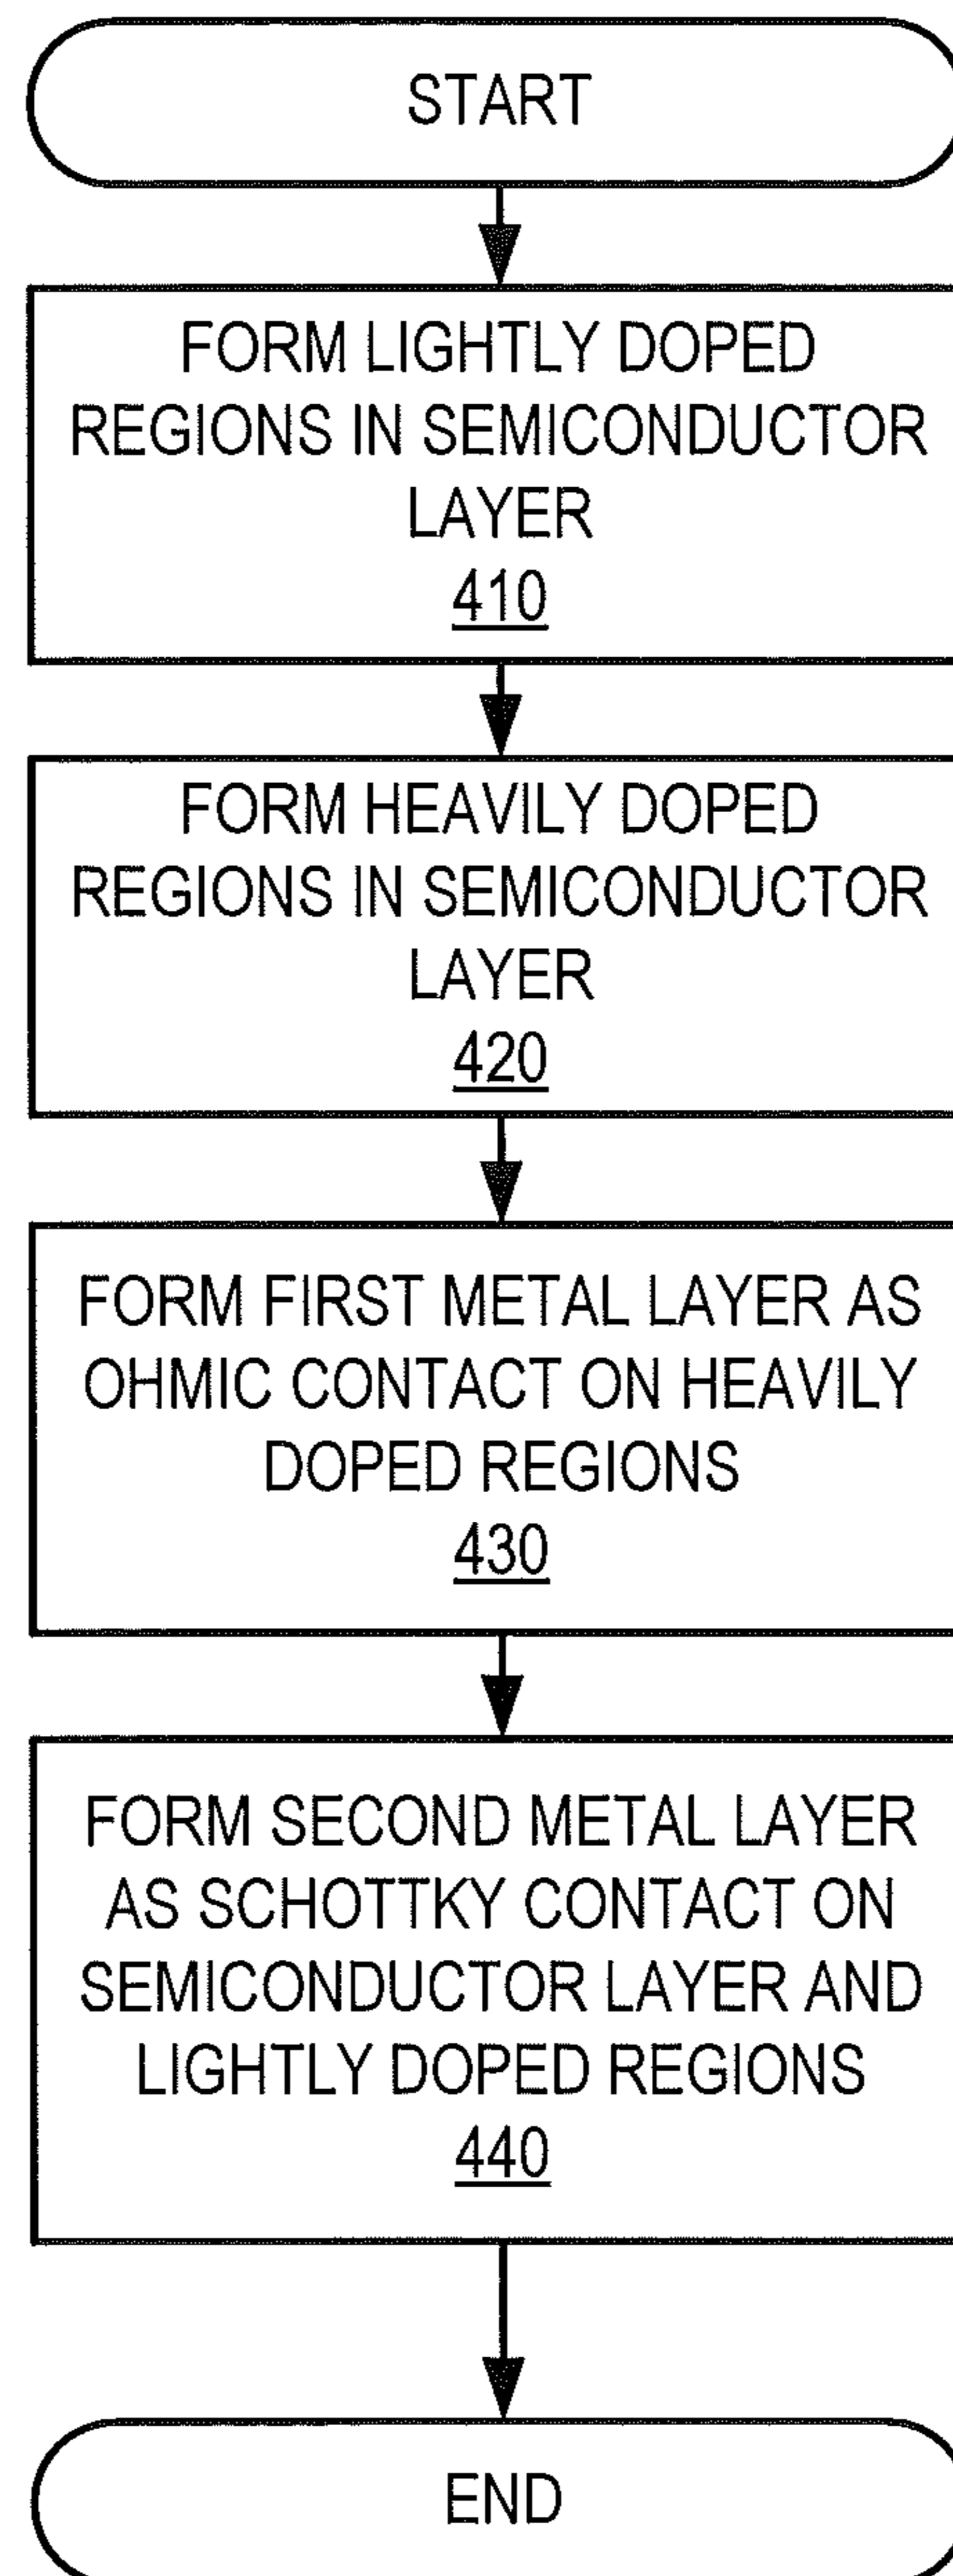 START
FORM LIGHTLY DOPED
REGIONS IN SEMICONDUCTOR
LAYER
410
FORM HEAVILY DOPED
REGIONS IN SEMICONDUCTOR
LAYER
420
FORM FIRST METAL LAYER AS
OHMIC CONTACT ON HEAVILY
DOPED REGIONS
430
FORM SECOND METAL LAYER
AS SCHOTTKY CONTACT ON
SEMICONDUCTOR LAYER AND
LIGHTLY DOPED REGIONS
440
END